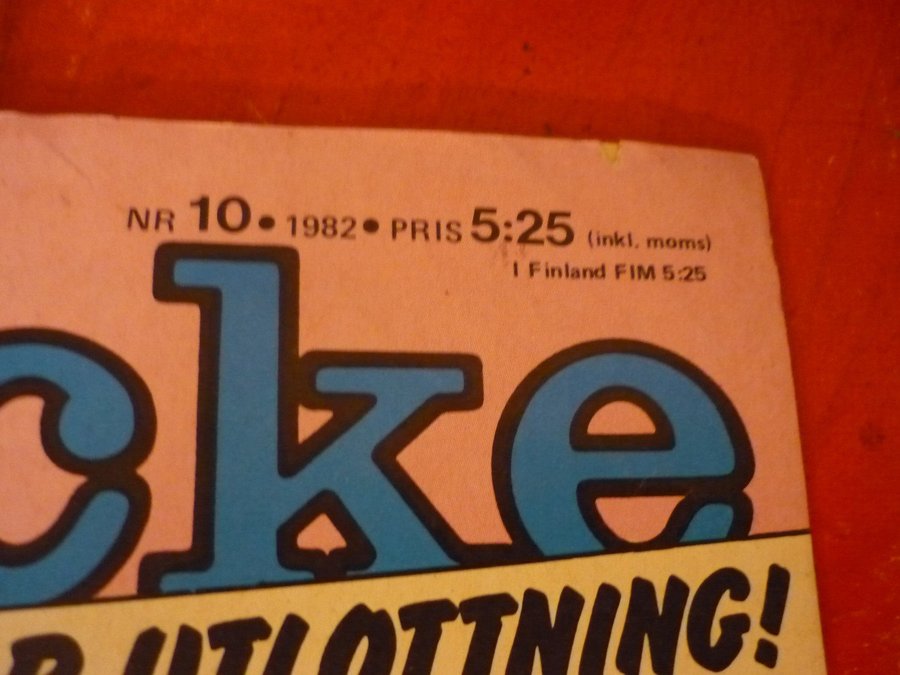 NR 10 • 1982 • PRIS 5:25 (inkl. moms)
I Finland FIM 5:25
cke
UTLOTTNING!